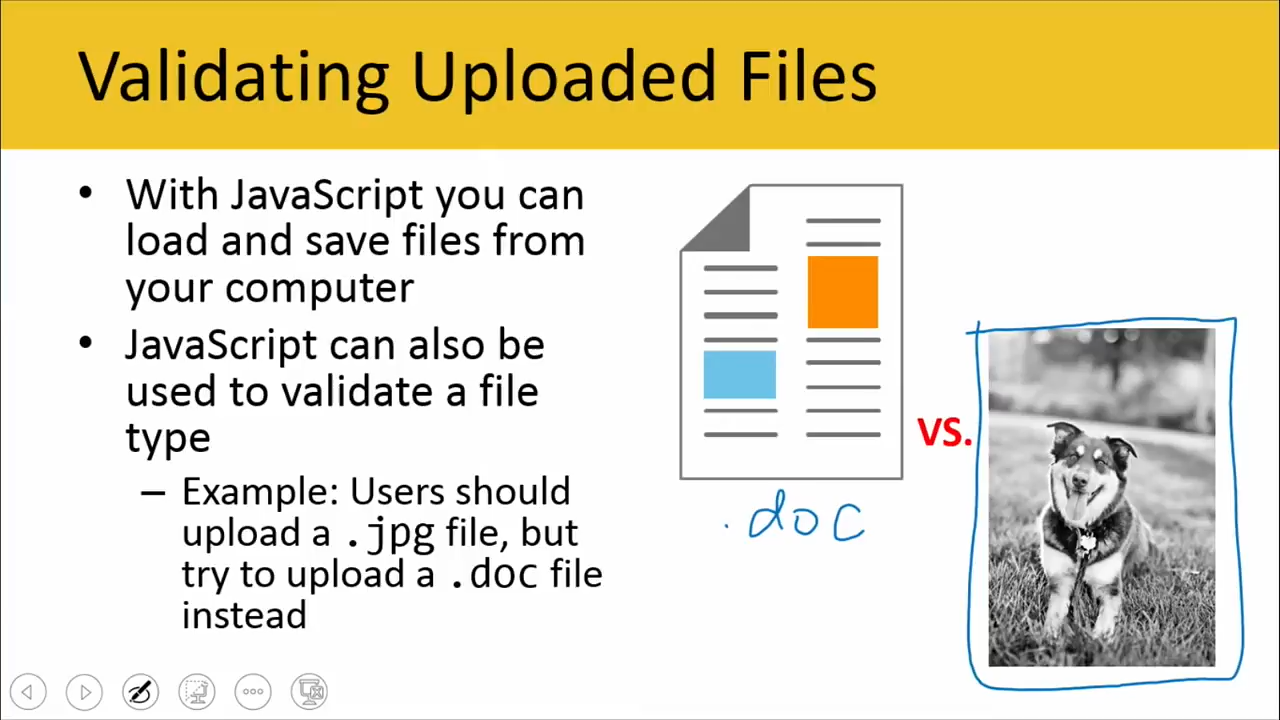 Validating Uploaded Files
• With JavaScript you can
load and save files from
your computer
• JavaScript can also be
used to validate a file
type
– Example: Users should
upload a .jpg file, but
try to upload a .doc file
instead
VS.
.doc